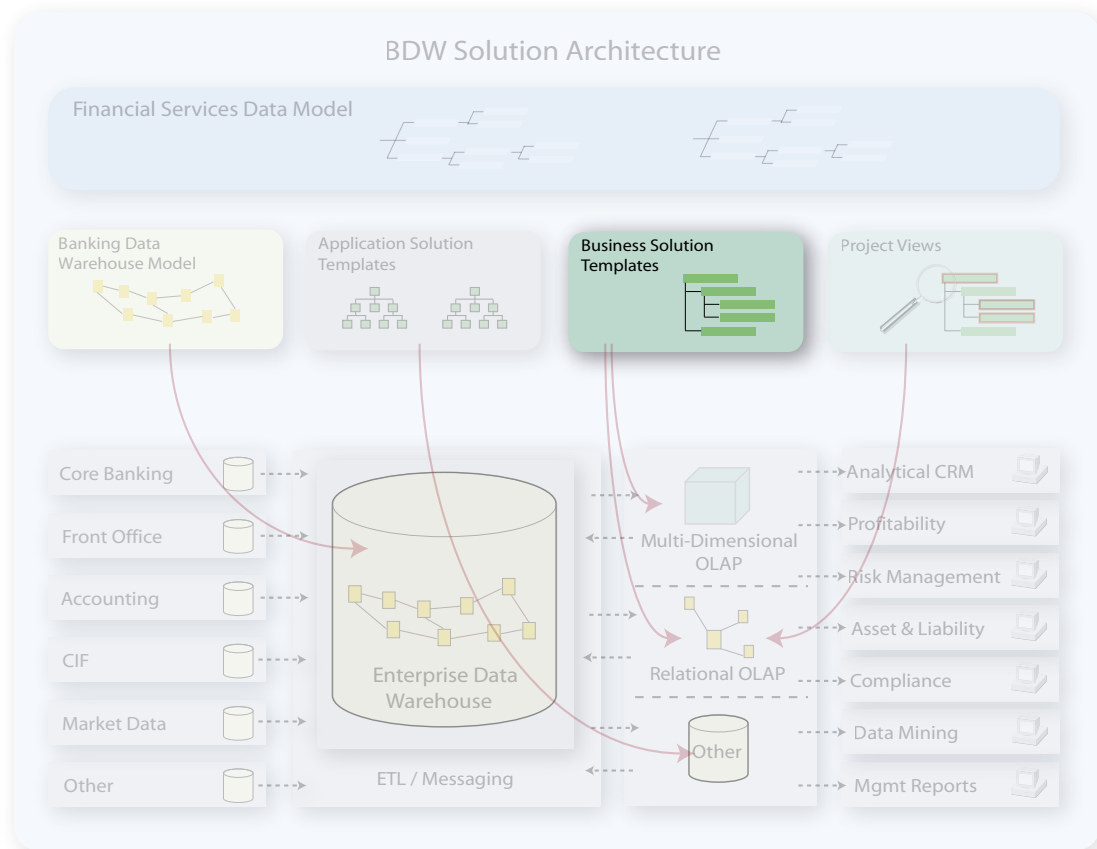 BDW Solution Architecture
Financial Services Data Model
Banking Data
Warehouse Model
Application Solution
Templates
Business Solution
Templates
Project Views
Core Banking
Front Office
Accounting
CIF
Market Data
Other
Enterprise Data
Warehouse
ETL / Messaging
Multi-Dimensional
OLAP
Relational OLAP
Other
Analytical CRM
Profitability
Risk Management
Asset & Liability
Compliance
Data Mining
Mgmt Reports